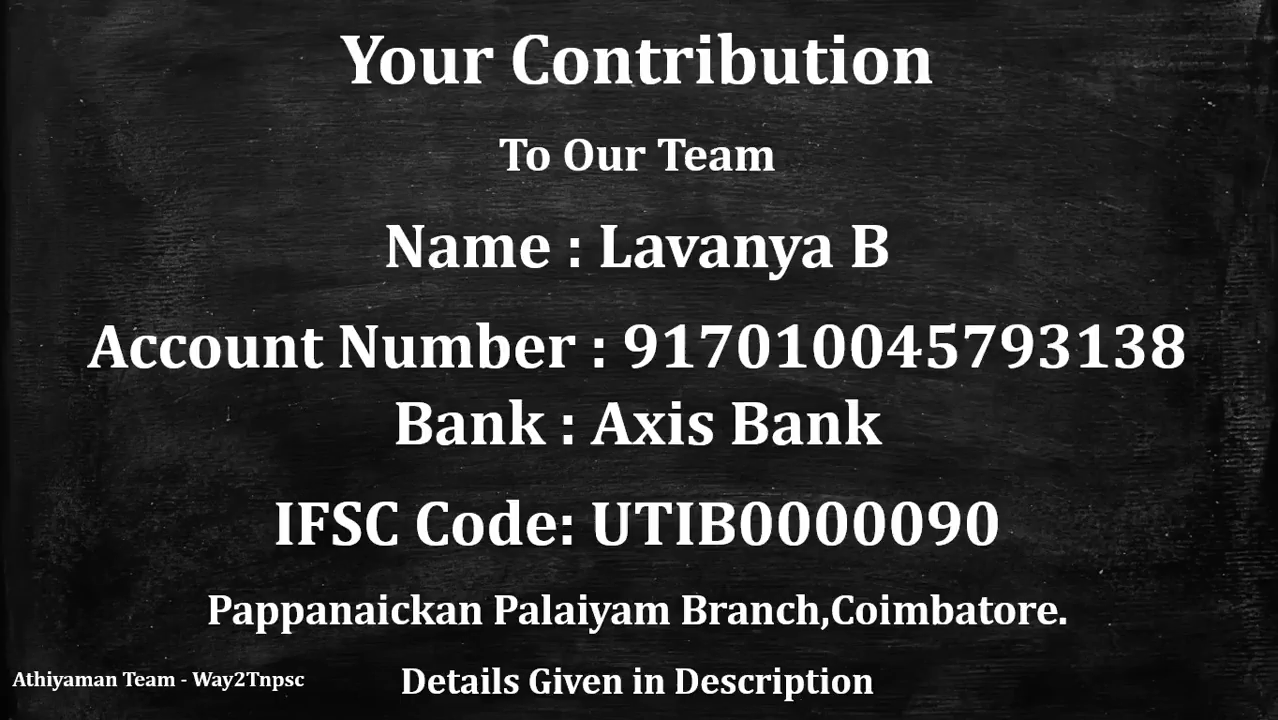 Your Contribution
To Our Team
Name : Lavanya B
Account Number : 917010045793138
Bank : Axis Bank
IFSC Code: UTIB0000090
Pappanaickan Palaiyam Branch,Coimbatore.
Athiyaman Team - Way2Tnpsc
Details Given in Description